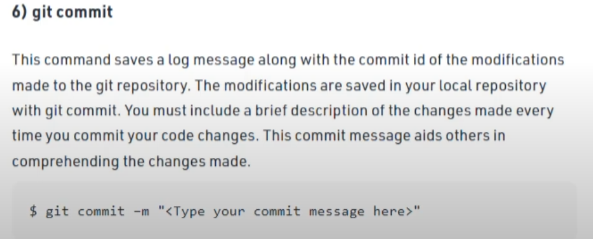 6) git commit
This command saves a log message along with the commit id of the modifications
made to the git repository. The modifications are saved in your local repository
with git commit. You must include a brief description of the changes made every
time you commit your code changes. This commit message aids others in
comprehending the changes made.
$ git commit -m "<Type your commit message here>"